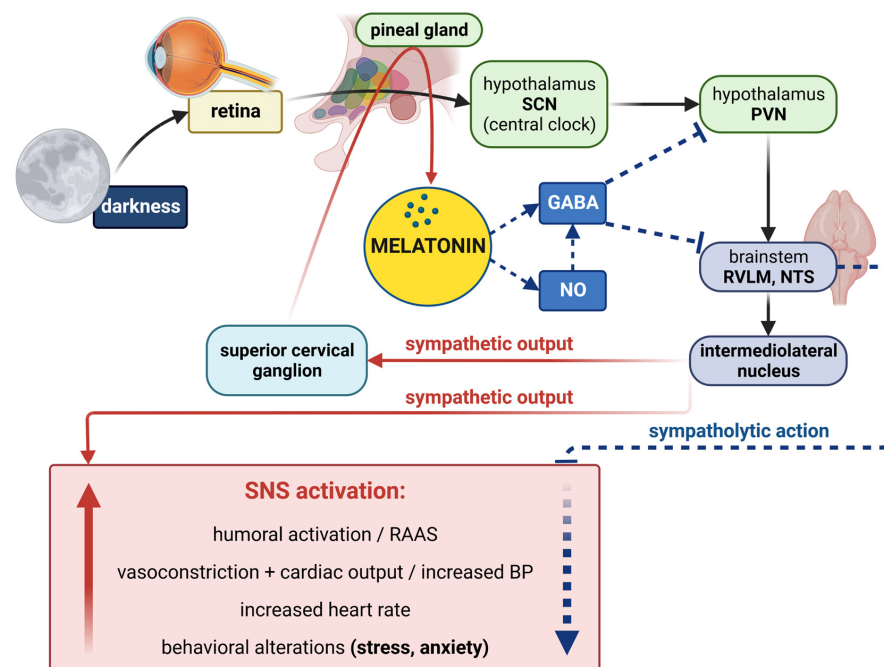 pineal gland
retina
hypothalamus
SCN
(central clock)
hypothalamus
PVN
darkness
MELATONIN
GABA
NO
brainstem
RVLM, NTS
superior cervical
ganglion
sympathetic output
intermediolateral
nucleus
sympathetic output
sympatholytic action
SNS activation:
humoral activation / RAAS
vasoconstriction + cardiac output / increased BP
increased heart rate
behavioral alterations (stress, anxiety)